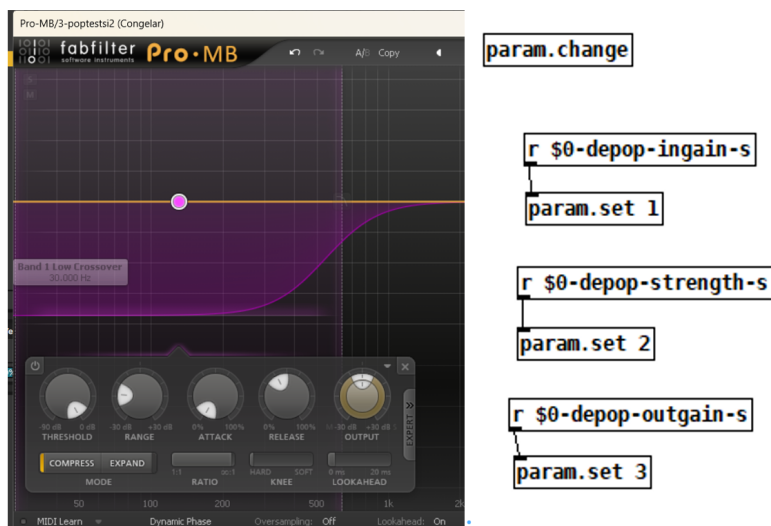 Pro-MB/3-poptestsi2 (Congelar)
fabfilter
software instruments
Pro·MB
A/B Copy
S
M
Band 1 Low Crossover
30.000 Hz
-90 dB 0 dB
THRESHOLD
-30 dB +30 dB
RANGE
0% 100%
ATTACK
0% 100%
RELEASE
M -30 dB +30 dB S
OUTPUT
EXPERT
COMPRESS EXPAND
MODE
1:1 ∞:1
RATIO
HARD SOFT
KNEE
0 ms 20 ms
LOOKAHEAD
50 100 200 500 1k 2k
MIDI Learn Dynamic Phase Oversampling: Off Lookahead: On
param.change
r $0-depop-ingain-s
param.set 1
r $0-depop-strength-s
param.set 2
r $0-depop-outgain-s
param.set 3